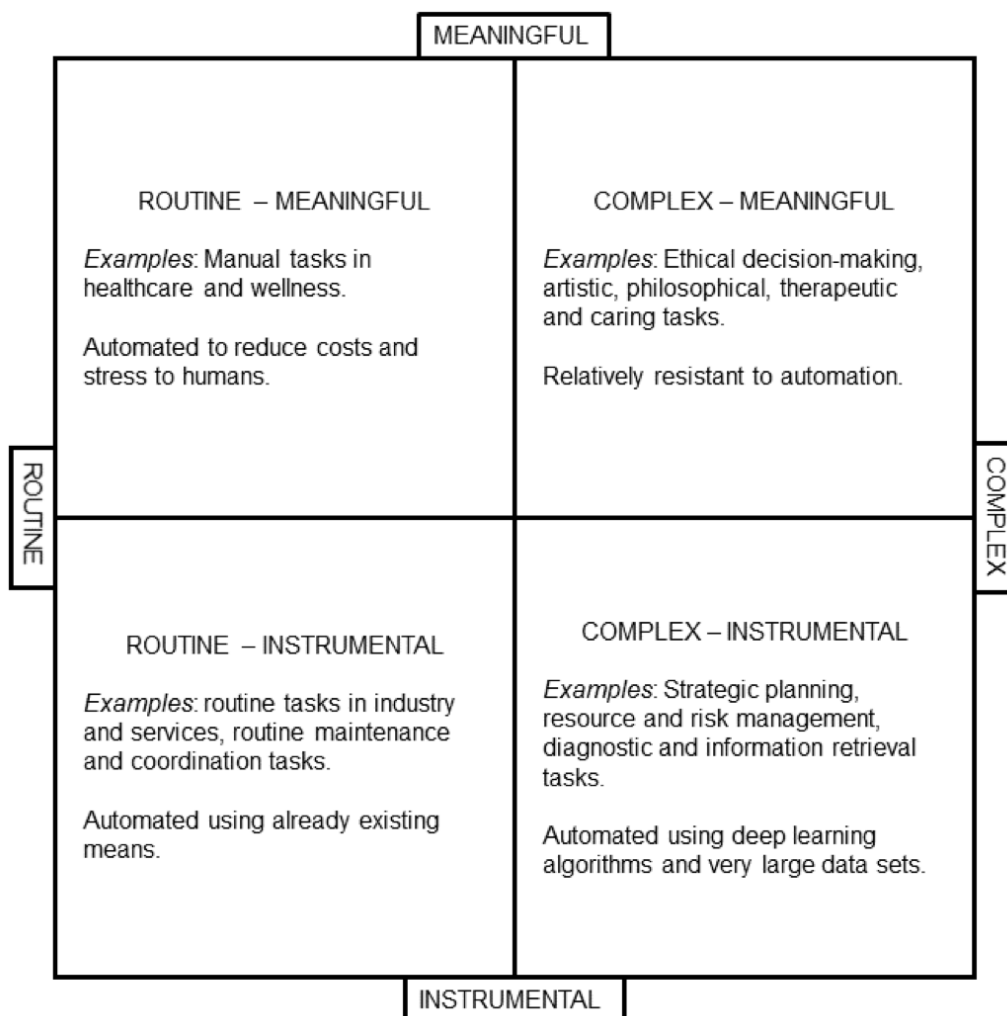 MEANINGFUL
ROUTINE – MEANINGFUL
Examples: Manual tasks in
healthcare and wellness.
Automated to reduce costs and
stress to humans.
COMPLEX – MEANINGFUL
Examples: Ethical decision-making,
artistic, philosophical, therapeutic
and caring tasks.
Relatively resistant to automation.
ROUTINE
COMPLEX
ROUTINE – INSTRUMENTAL
Examples: routine tasks in industry
and services, routine maintenance
and coordination tasks.
Automated using already existing
means.
COMPLEX – INSTRUMENTAL
Examples: Strategic planning,
resource and risk management,
diagnostic and information retrieval
tasks.
Automated using deep learning
algorithms and very large data sets.
INSTRUMENTAL